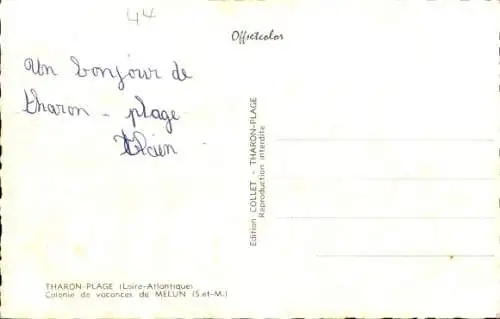 44
Offsetcolor
Un bonjour de
tharon - plage
Edition COLLET - THARON-PLAGE
Reproduction interdite
THARON-PLAGE (Loire-Atlantique)
Colonie de vacances de MELUN (S.-et-M.)